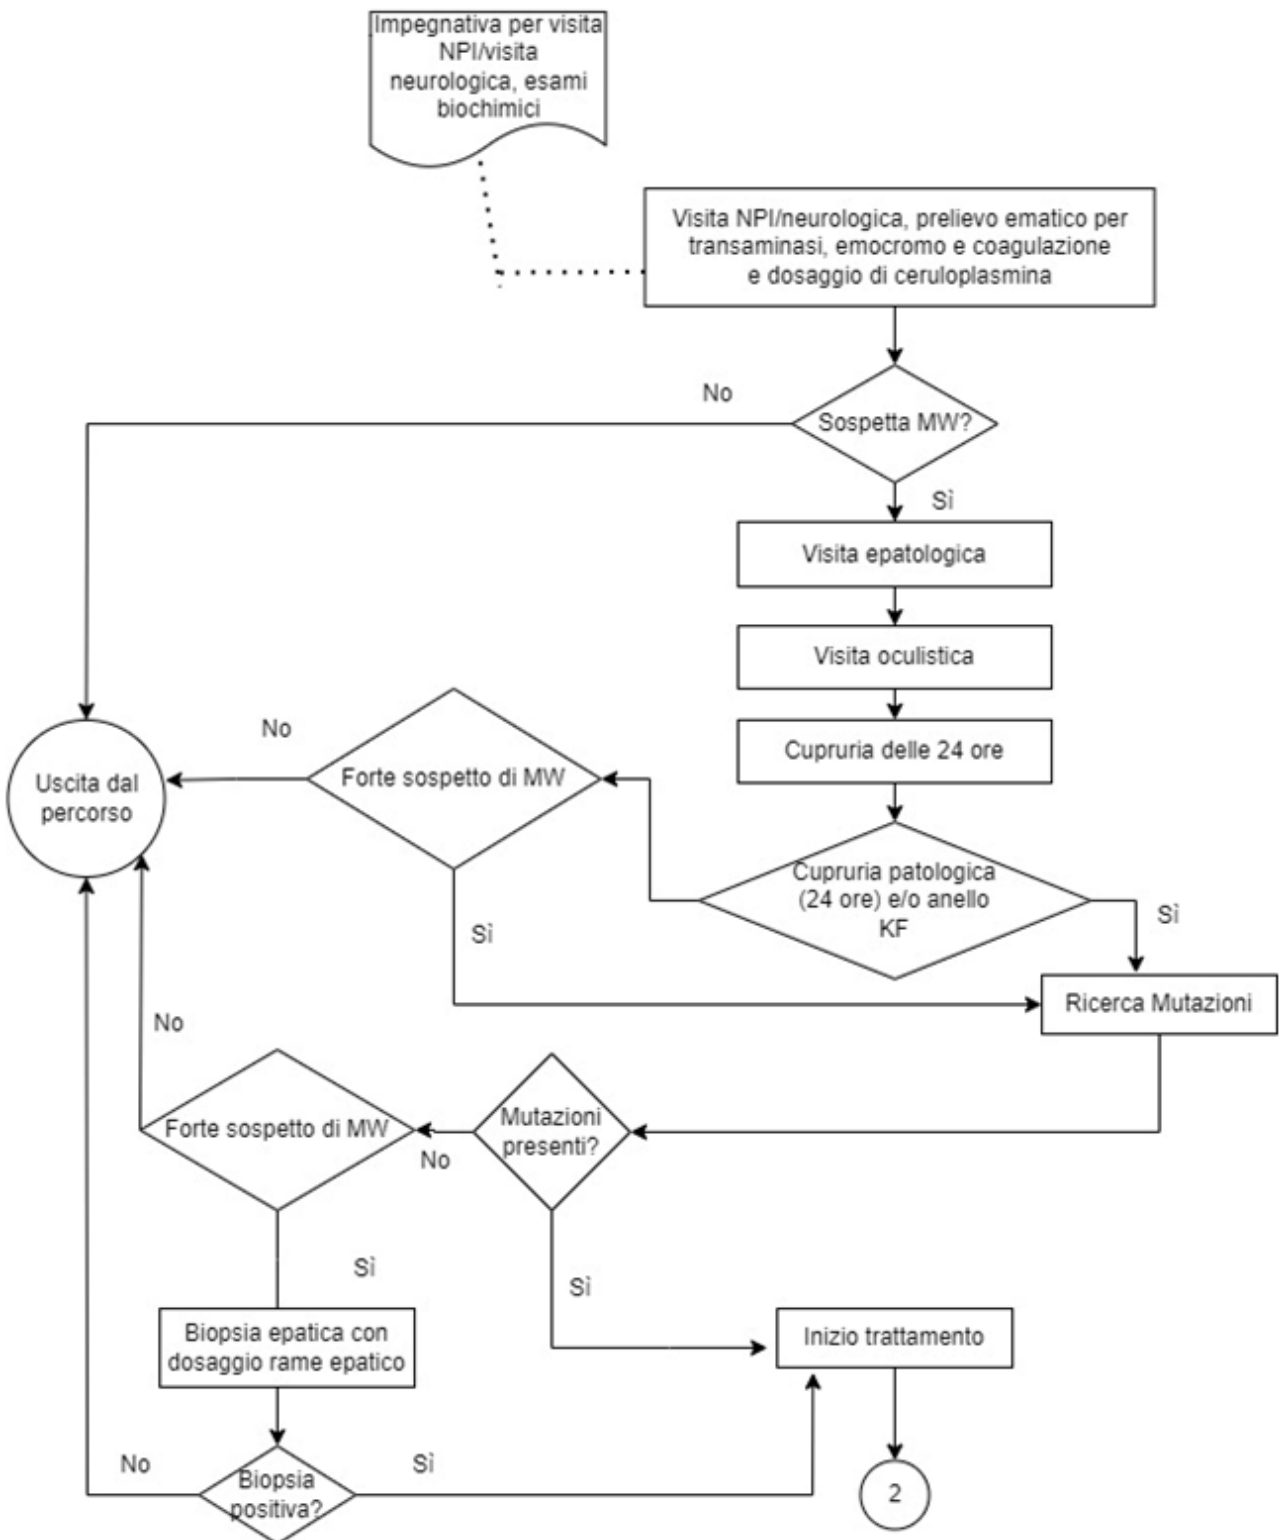 Impegnativa per visita
NPI/visita
neurologica, esami
biochimici
Visita NPI/neurologica, prelievo ematico per
transaminasi, emocromo e coagulazione
e dosaggio di ceruloplasmina
No
Sospetta MW?
Sì
Visita epatologica
Visita oculistica
Cupruria delle 24 ore
No
Forte sospetto di MW
Uscita dal
percorso
Cupruria patologica
(24 ore) e/o anello
KF
Sì
Sì
Ricerca Mutazioni
No
Forte sospetto di MW
Mutazioni
presenti?
No
Sì
Sì
Biopsia epatica con
dosaggio rame epatico
Inizio trattamento
No
Biopsia
positiva?
Sì
2